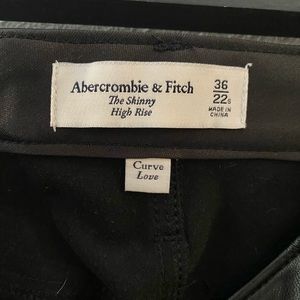 Abercrombie & Fitch
The Skinny
High Rise
36
22S
MADE IN
CHINA
Curve
Love